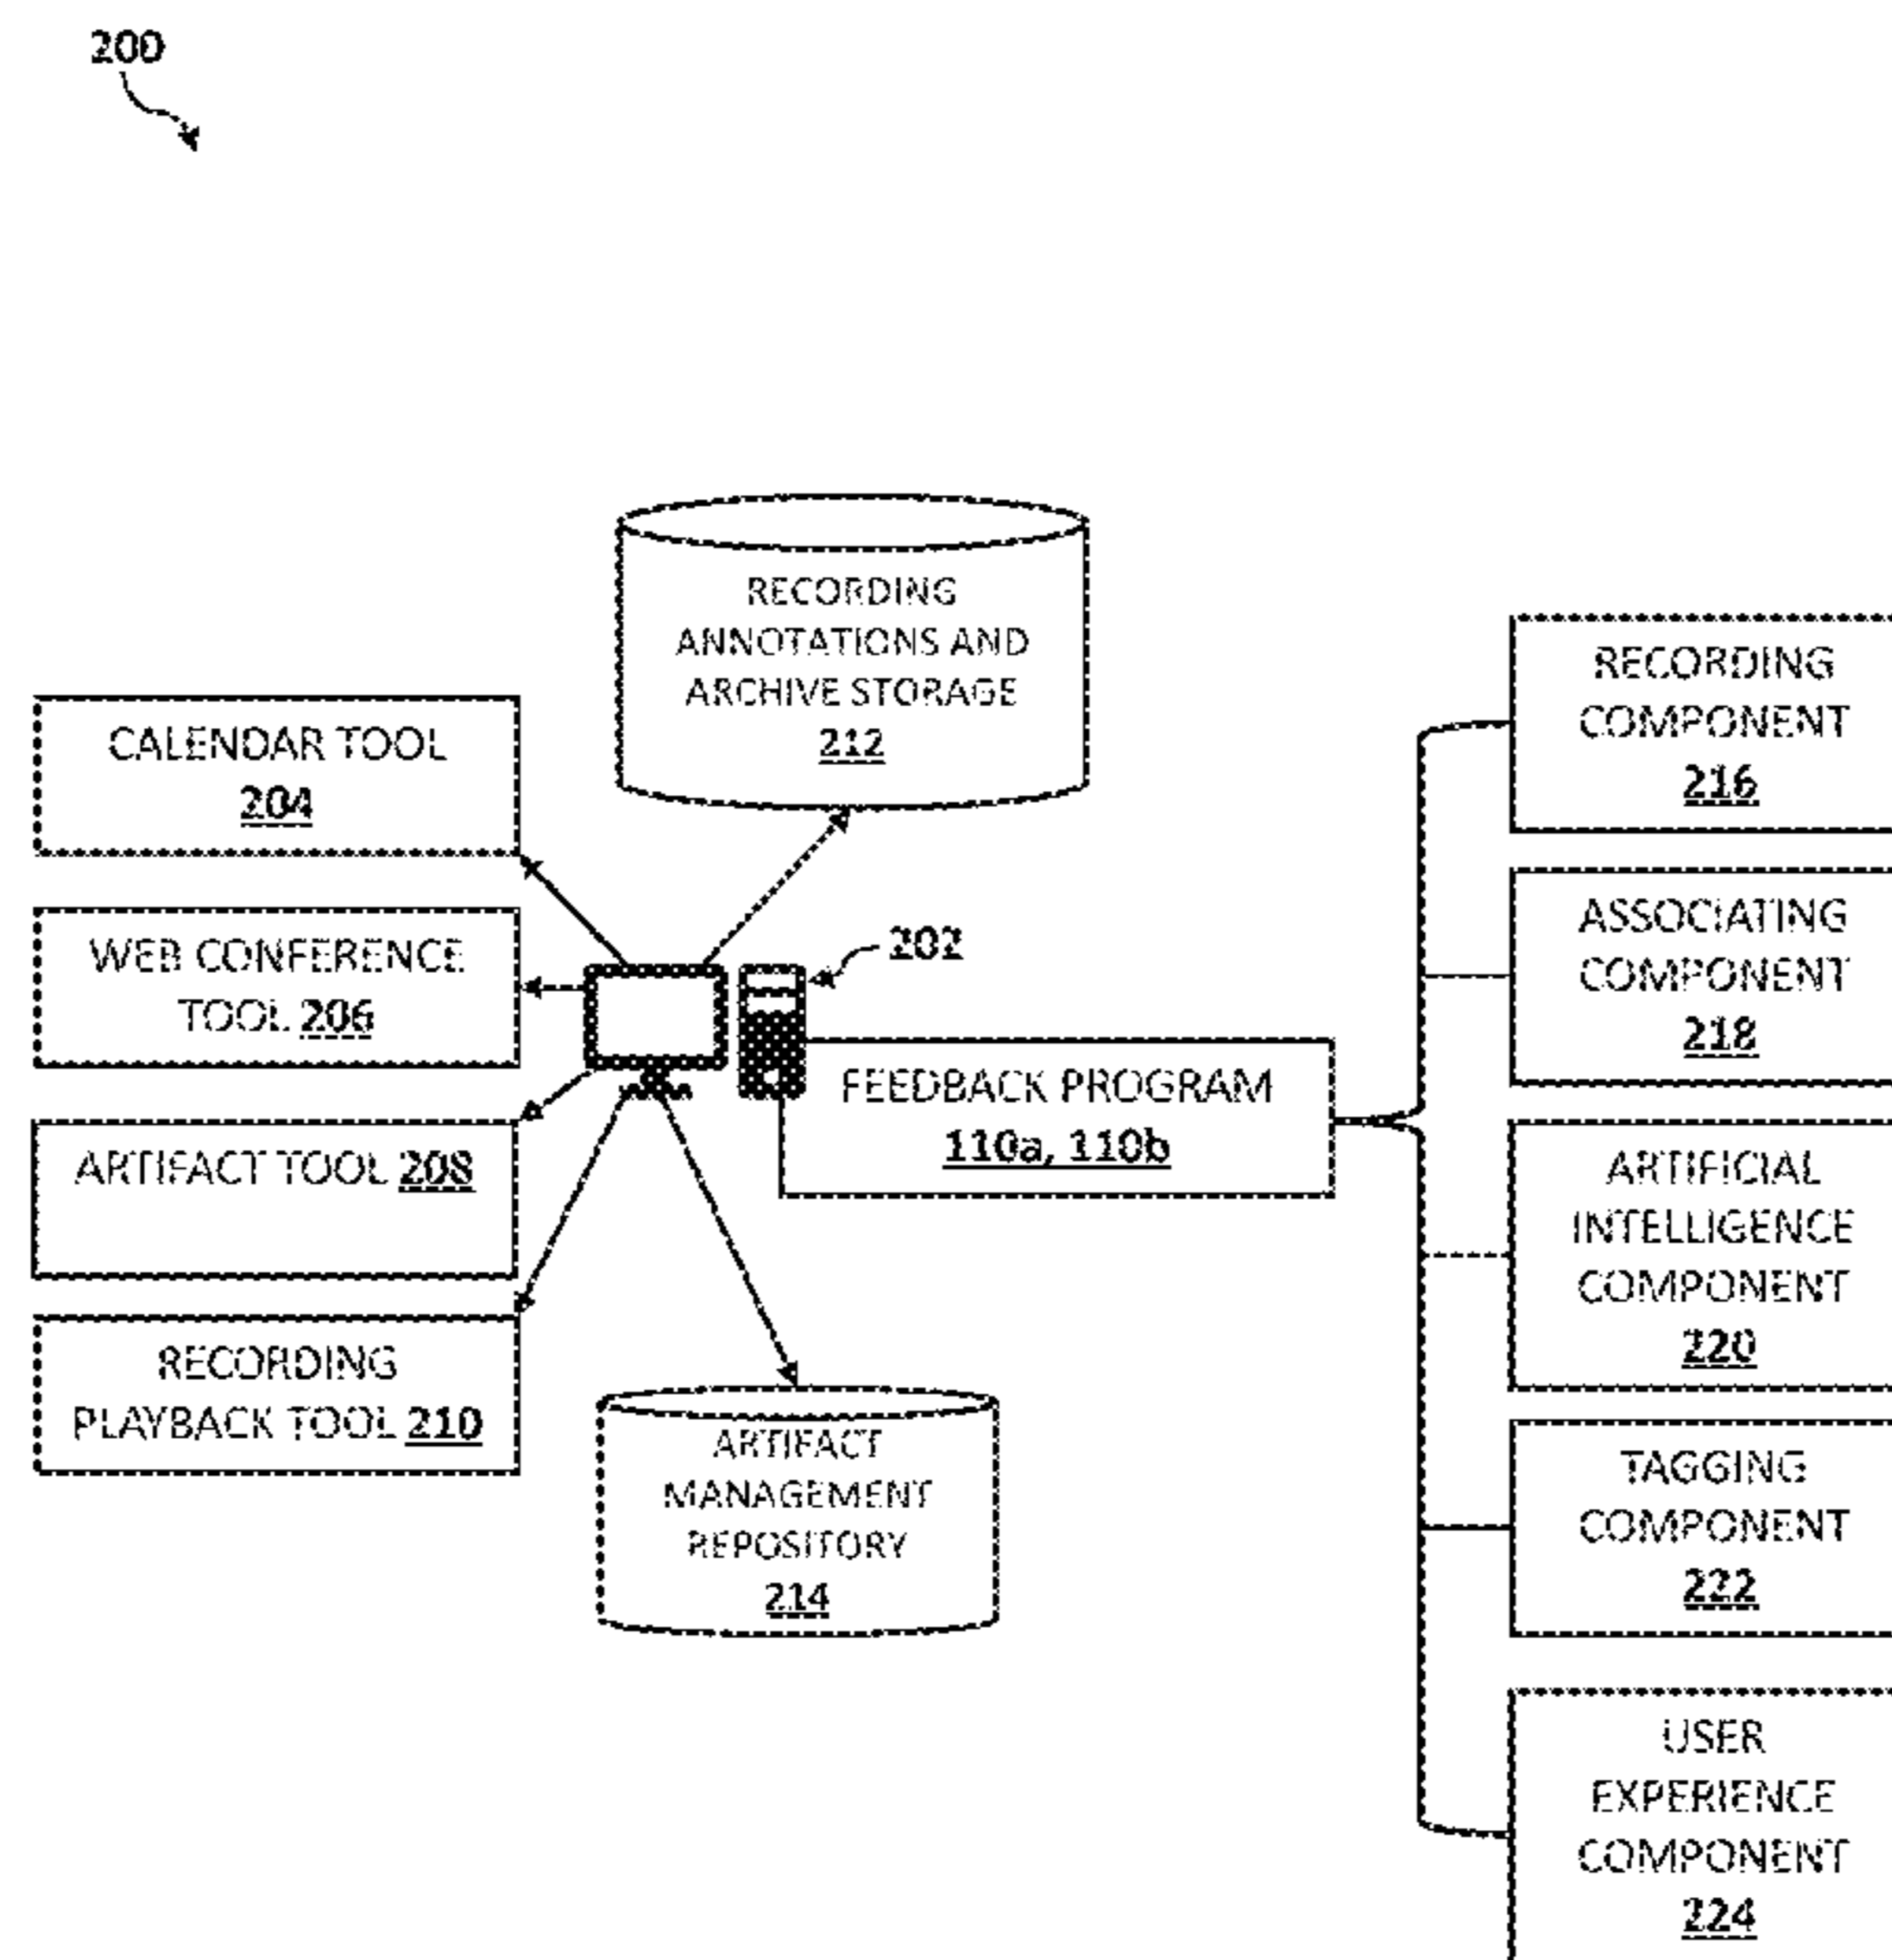 200
RECORDING
ANNOTATIONS AND
ARCHIVE STORAGE
212
CALENDAR TOOL
204
WEB CONFERENCE
TOOL 206
ARTIFACT TOOL 208
RECORDING
PLAYBACK TOOL 210
202
FEEDBACK PROGRAM
110a, 110b
ARTIFACT
MANAGEMENT
REPOSITORY
214
RECORDING
COMPONENT
216
ASSOCIATING
COMPONENT
218
ARTIFICIAL
INTELLIGENCE
COMPONENT
220
TAGGING
COMPONENT
222
USER
EXPERIENCE
COMPONENT
224